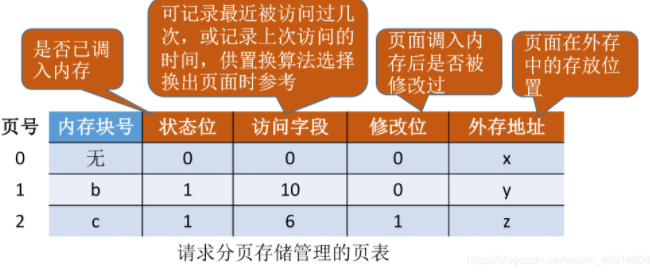 是否已调
入内存
可记录最近被访问过几
次，或记录上次访问的
时间，供置换算法选择
换出页面时参考
页面调入内
存后是否被
修改过
页面在外存
中的存放位
置
页号 内存块号 状态位 访问字段 修改位 外存地址
0 无 0 0 0 x
1 b 1 10 0 y
2 c 1 6 1 z
请求分页存储管理的页表
https://blog.csdn.net/weixin_43914604